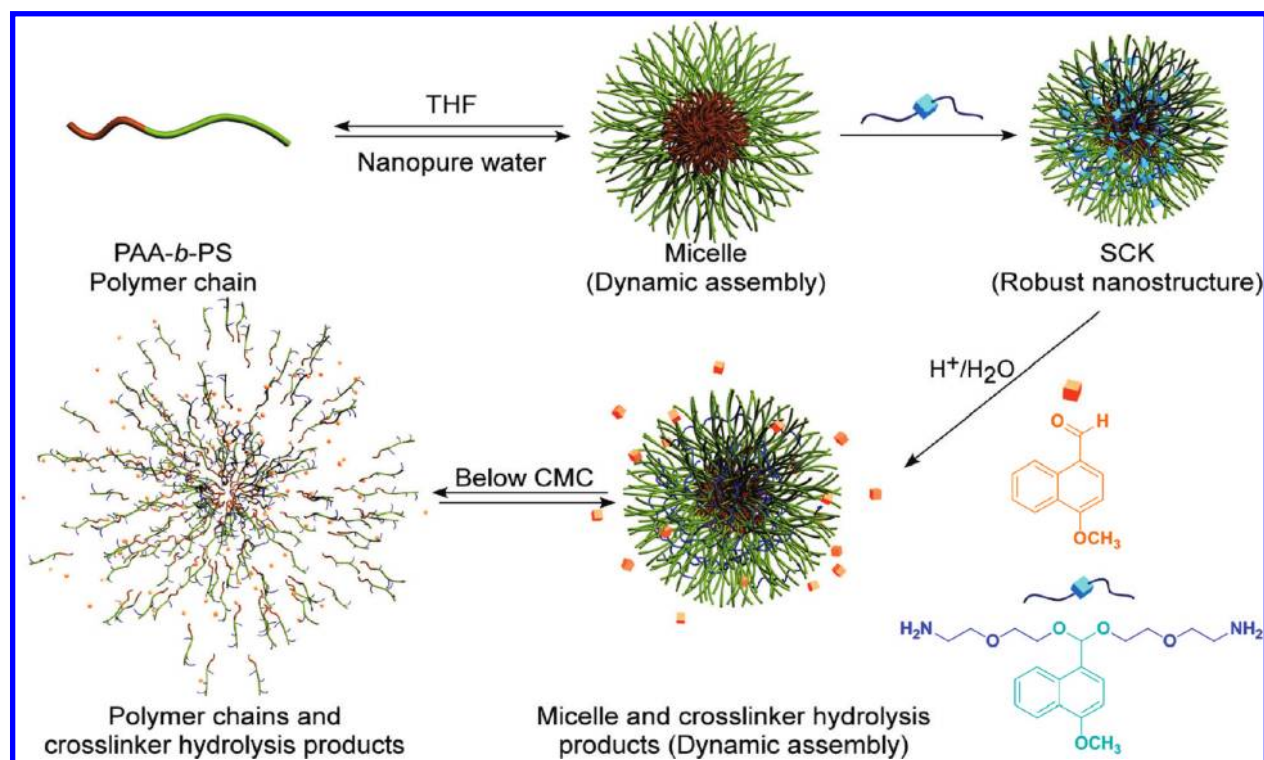 THF
Nanopure water
PAA-b-PS
Polymer chain
Micelle
(Dynamic assembly)
SCK
(Robust nanostructure)
H⁺/H₂O
O
H
OCH₃
Below CMC
H₂N
O
O
O
O
NH₂
OCH₃
Polymer chains and
crosslinker hydrolysis products
Micelle and crosslinker hydrolysis
products (Dynamic assembly)